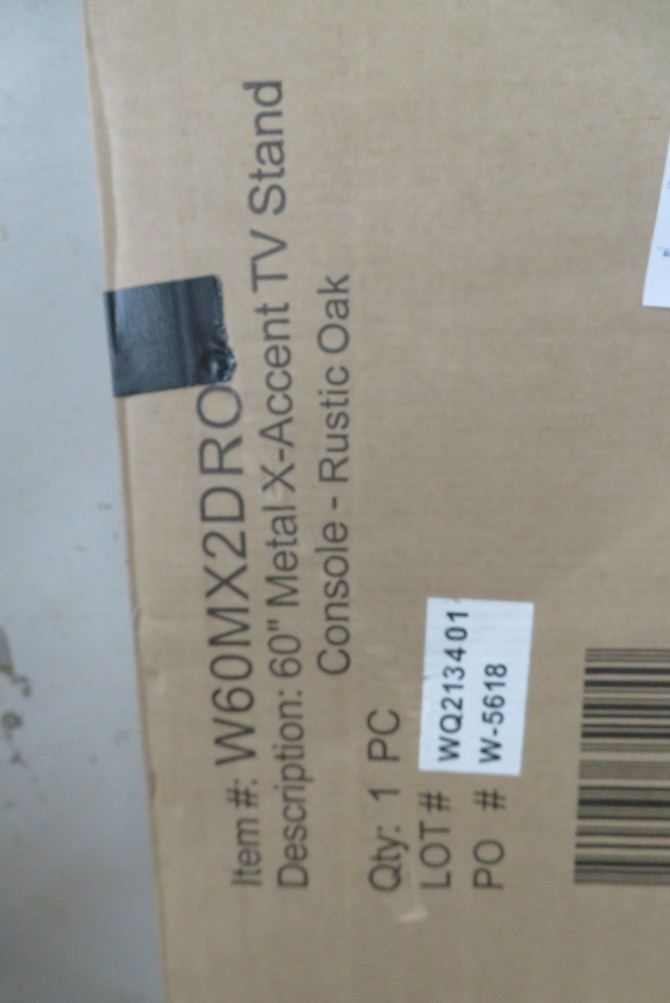 Item #: W60MX2DRO
Description: 60" Metal X-Accent TV Stand
Console - Rustic Oak
Qty: 1 PC
LOT# WQ213401
PO # W-5618